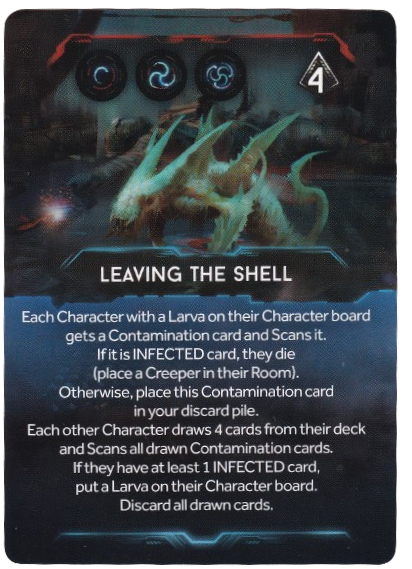 4
LEAVING THE SHELL
Each Character with a Larva on their Character board
gets a Contamination card and Scans it.
If it is INFECTED card, they die
(place a Creeper in their Room).
Otherwise, place this Contamination card
in your discard pile.
Each other Character draws 4 cards from their deck
and Scans all drawn Contamination cards.
If they have at least 1 INFECTED card,
put a Larva on their Character board.
Discard all drawn cards.